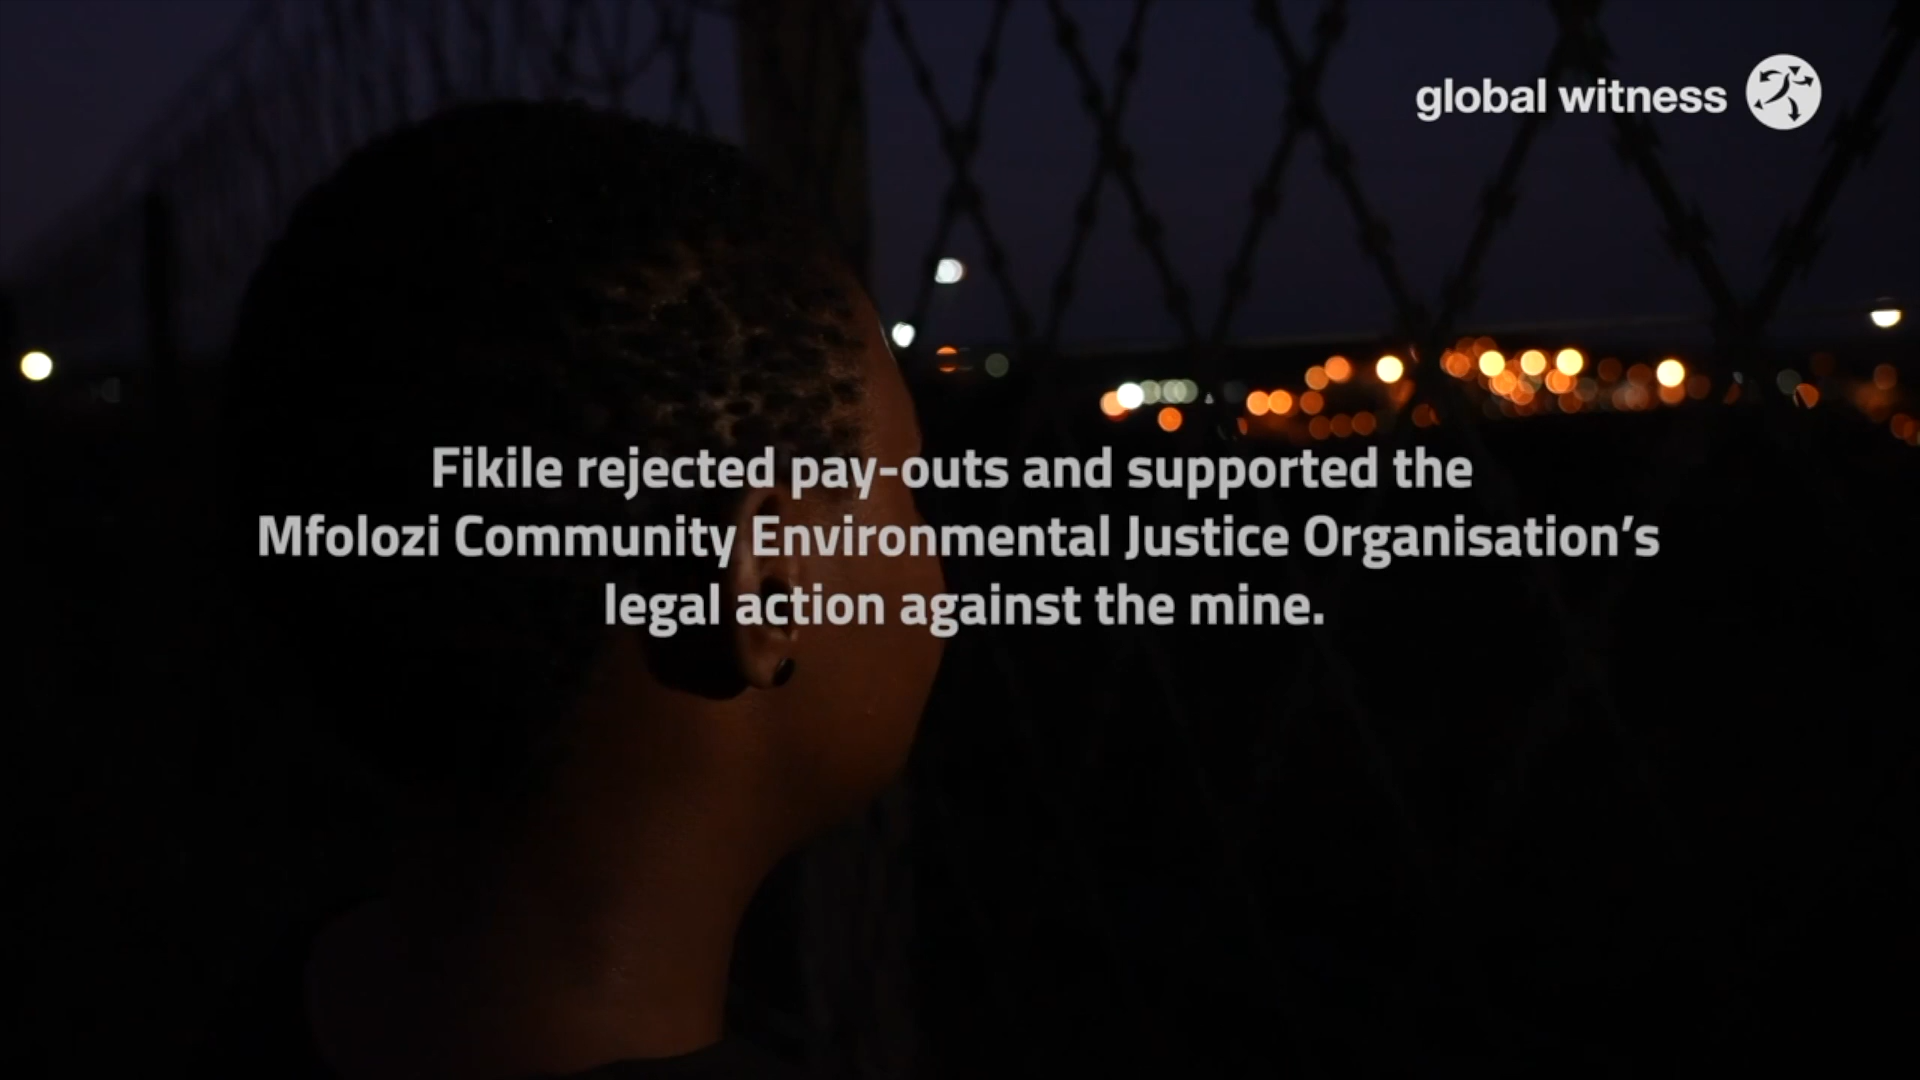 global witness
Fikile rejected pay-outs and supported the
Mfolozi Community Environmental Justice Organisation’s
legal action against the mine.